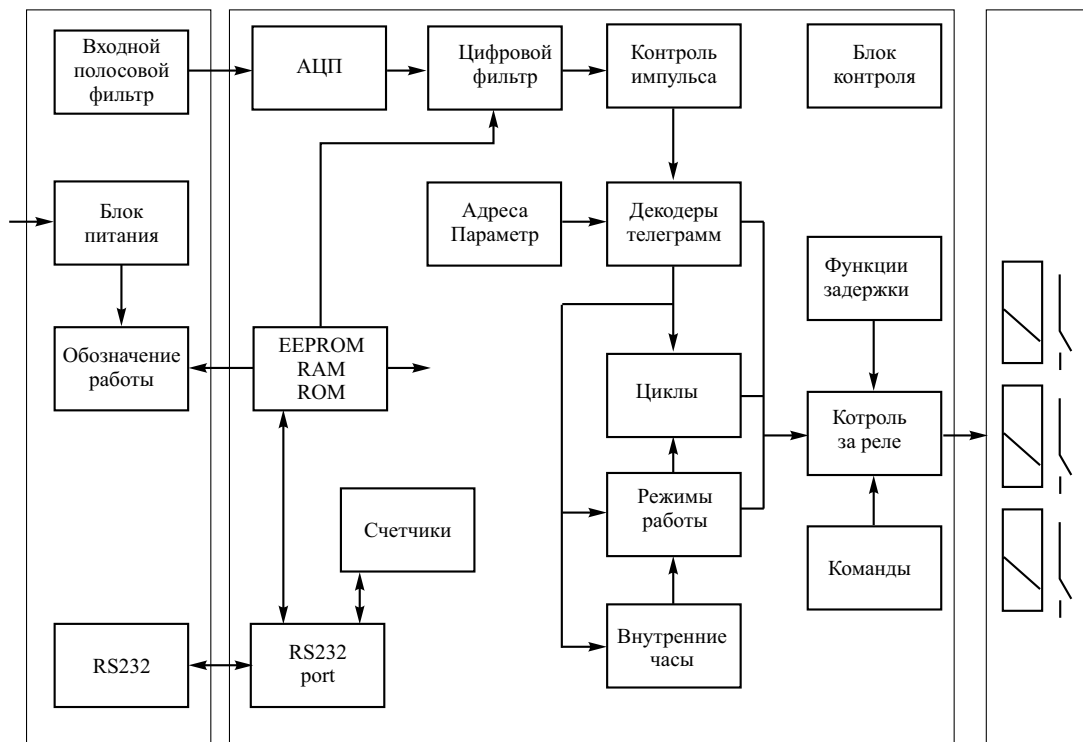 Входной
полосовой
фильтр
АЦП
Цифровой
фильтр
Контроль
импульса
Блок
контроля
Блок
питания
Адреса
Параметр
Декодеры
телеграмм
Функции
задержки
Обозначение
работы
EEPROM
RAM
ROM
Циклы
Котроль
за реле
Счетчики
Режимы
работы
Команды
RS232
RS232
port
Внутренние
часы